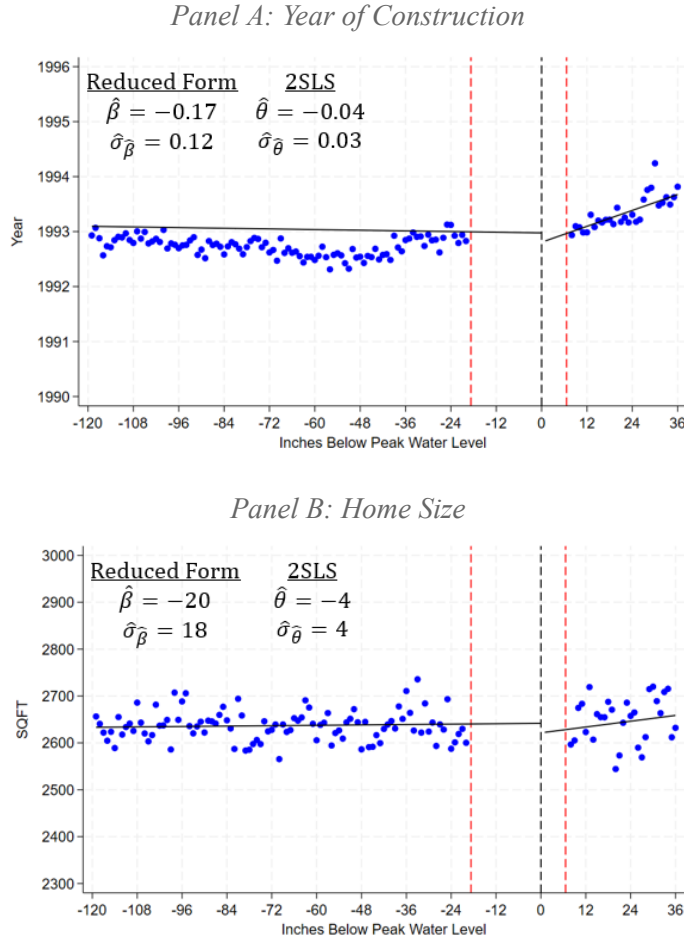 Panel A: Year of Construction
1996
1995
1994
1993
1992
1991
1990
Year
Reduced Form 2SLS
β̂ = −0.17 θ̂ = −0.04
σ̂_β̂ = 0.12 σ̂_θ̂ = 0.03
-120 -108 -96 -84 -72 -60 -48 -36 -24 -12 0 12 24 36
Inches Below Peak Water Level
Panel B: Home Size
3000
2900
2800
2700
2600
2500
2400
2300
SQFT
Reduced Form 2SLS
β̂ = −20 θ̂ = −4
σ̂_β̂ = 18 σ̂_θ̂ = 4
-120 -108 -96 -84 -72 -60 -48 -36 -24 -12 0 12 24 36
Inches Below Peak Water Level